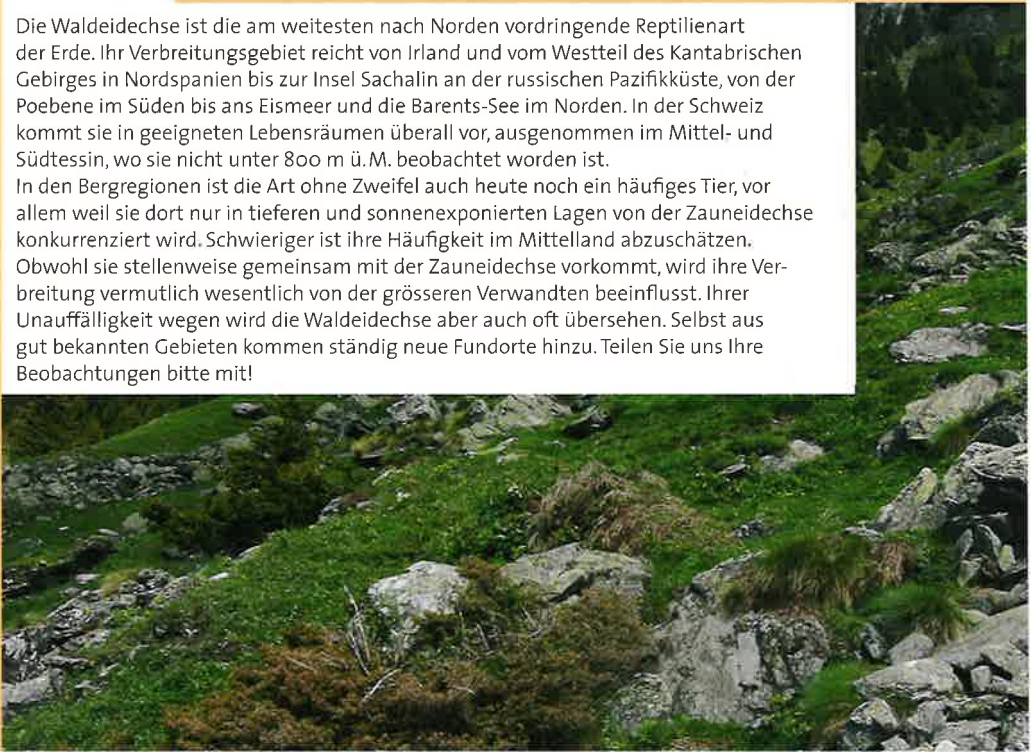 Die Waldeidechse ist die am weitesten nach Norden vordringende Reptilienart
der Erde. Ihr Verbreitungsgebiet reicht von Irland und vom Westteil des Kantabrischen
Gebirges in Nordspanien bis zur Insel Sachalin an der russischen Pazifikküste, von der
Poebene im Süden bis ans Eismeer und die Barents-See im Norden. In der Schweiz
kommt sie in geeigneten Lebensräumen überall vor, ausgenommen im Mittel- und
Südtessin, wo sie nicht unter 800 m ü. M. beobachtet worden ist.
In den Bergregionen ist die Art ohne Zweifel auch heute noch ein häufiges Tier, vor
allem weil sie dort nur in tieferen und sonnenexponierten Lagen von der Zauneidechse
konkurrenziert wird. Schwieriger ist ihre Häufigkeit im Mittelland abzuschätzen.
Obwohl sie stellenweise gemeinsam mit der Zauneidechse vorkommt, wird ihre Ver-
breitung vermutlich wesentlich von der grösseren Verwandten beeinflusst. Ihrer
Unauffälligkeit wegen wird die Waldeidechse aber auch oft übersehen. Selbst aus
gut bekannten Gebieten kommen ständig neue Fundorte hinzu. Teilen Sie uns Ihre
Beobachtungen bitte mit!